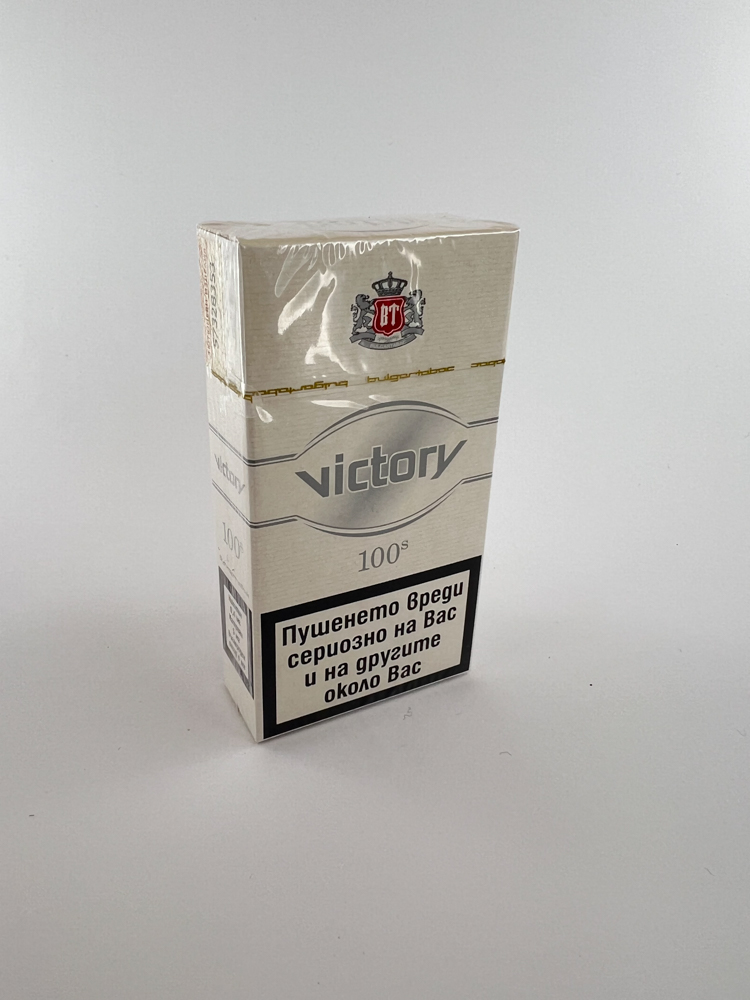 BT
bulgartabac
victory
100s
Пушенето вреди
сериозно на Вас
и на другите
около Вас
victory
100s